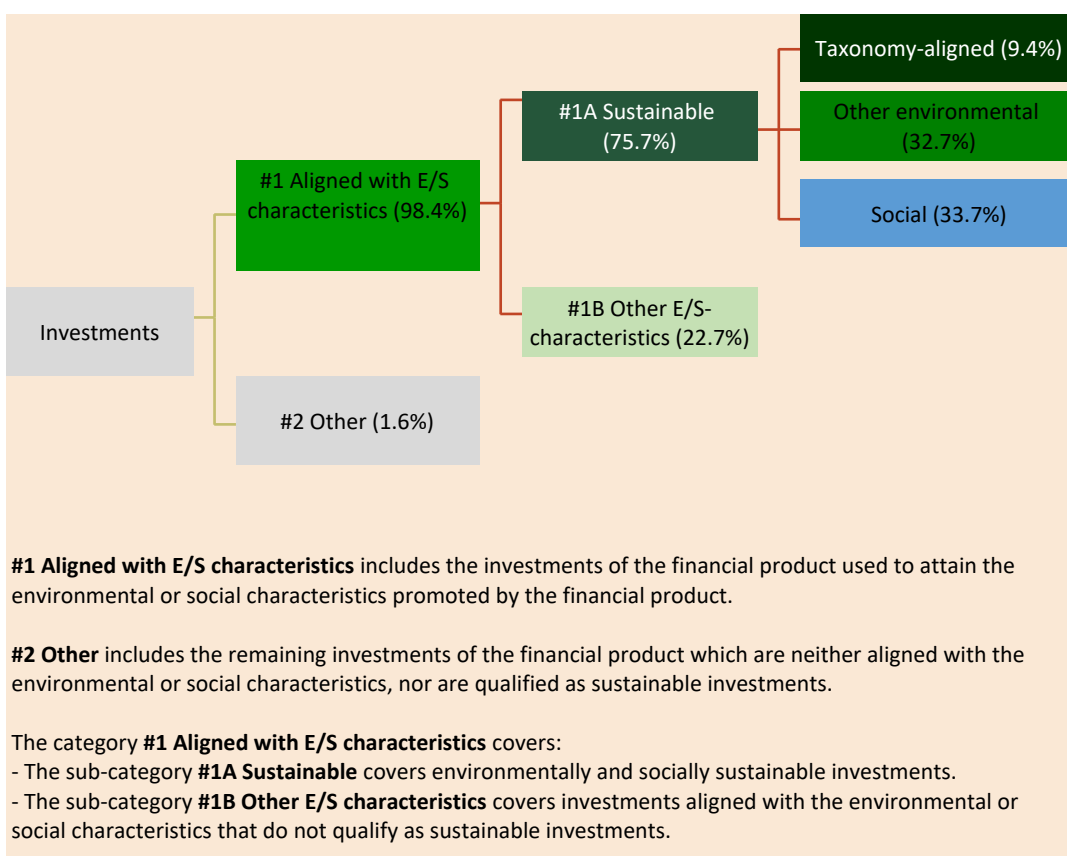 Taxonomy-aligned (9.4%)
#1A Sustainable
(75.7%)
Other environmental
(32.7%)
#1 Aligned with E/S
characteristics (98.4%)
Social (33.7%)
#1B Other E/S-
characteristics (22.7%)
Investments
#2 Other (1.6%)
#1 Aligned with E/S characteristics includes the investments of the financial product used to attain the
environmental or social characteristics promoted by the financial product.
#2 Other includes the remaining investments of the financial product which are neither aligned with the
environmental or social characteristics, nor are qualified as sustainable investments.
The category #1 Aligned with E/S characteristics covers:
- The sub-category #1A Sustainable covers environmentally and socially sustainable investments.
- The sub-category #1B Other E/S characteristics covers investments aligned with the environmental or
social characteristics that do not qualify as sustainable investments.